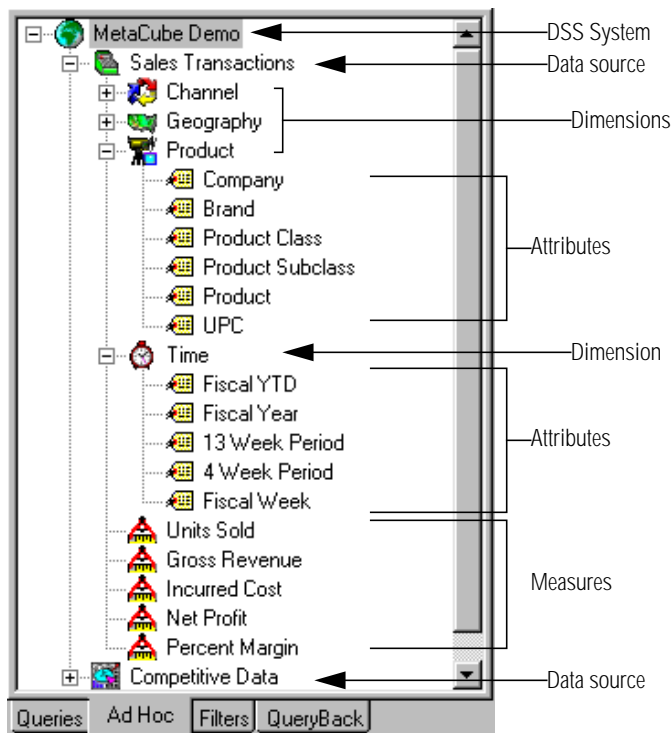 MetaCube Demo DSS System
Sales Transactions Data source
Channel
Geography Dimensions
Product
Company
Brand
Product Class
Product Subclass Attributes
Product
UPC
Time Dimension
Fiscal YTD
Fiscal Year
13 Week Period Attributes
4 Week Period
Fiscal Week
Units Sold
Gross Revenue
Incurred Cost Measures
Net Profit
Percent Margin
Competitive Data Data source
Queries Ad Hoc Filters QueryBack